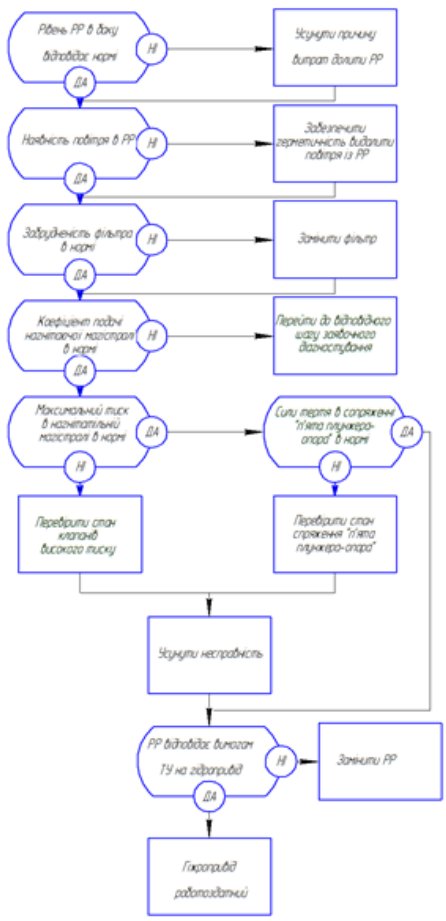 Рівень РР в баку
відповідає нормі
НІ
Усунути причину
витрат долити РР
ДА
Наявність повітря в РР
НІ
Забезпечити
герметичність видалити
повітря із РР
ДА
Забрудненість фільтра
в нормі
НІ
Замінити фільтр
ДА
Коефіцієнт подачі
нагнітаючої магістралі
в нормі
НІ
Перейти до відповідного
шагу заявочного
діагностування
ДА
Максимальний тиск
в нагнітатільній
магістралі в нормі
ДА
НІ
Сили тертя в сопряженні
"п'ята плунжера-
опора" в нормі
ДА
НІ
Перевірити стан
клапанів
високого тиску
Перевірити стан
спряження "п'ята
плунжера-опора"
Усунути несправність
РР відповідає вимогам
ТУ на гідропривід
НІ
Замінити РР
ДА
Гікропривід
работоздатний